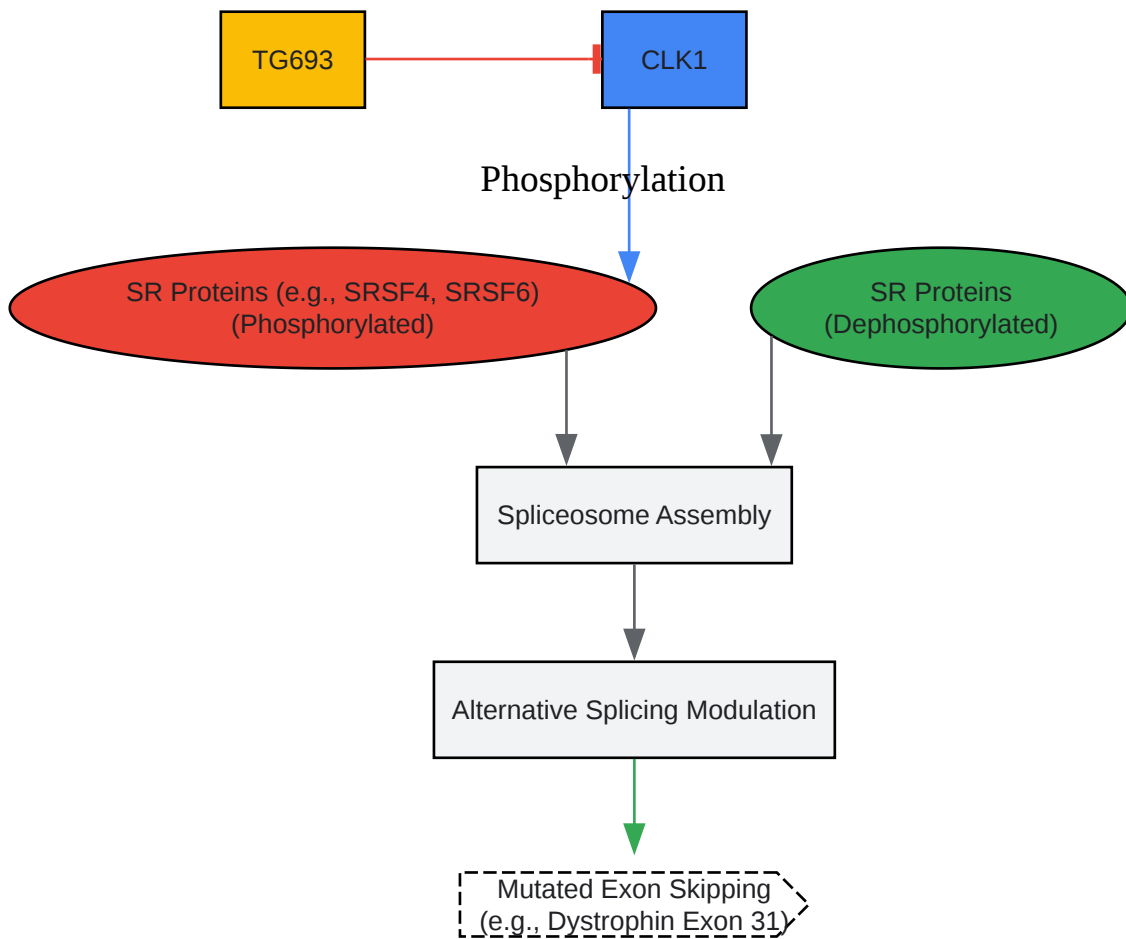 TG693
CLK1
Phosphorylation
SR Proteins (e.g., SRSF4, SRSF6)
(Phosphorylated)
SR Proteins
(Dephosphorylated)
Spliceosome Assembly
Alternative Splicing Modulation
Mutated Exon Skipping
(e.g., Dystrophin Exon 31)